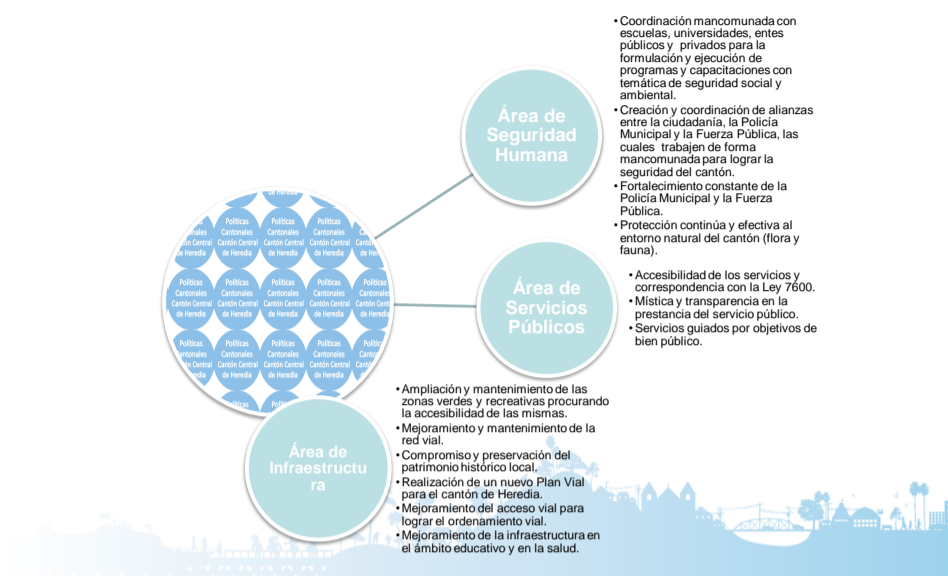 Políticas
Cantonales
Cantón Central
de Heredia
Área de
Seguridad
Humana
• Coordinación mancomunada con
escuelas, universidades, entes
públicos y privados para la
formulación y ejecución de
programas y capacitaciones con
temática de seguridad social y
ambiental.
• Creación y coordinación de alianzas
entre la ciudadanía, la Policía
Municipal y la Fuerza Pública, las
cuales trabajen de forma
mancomunada para lograr la
seguridad del cantón.
• Fortalecimiento constante de la
Policía Municipal y la Fuerza
Pública.
• Protección continúa y efectiva al
entorno natural del cantón (flora y
fauna).
Área de
Servicios
Públicos
• Accesibilidad de los servicios y
correspondencia con la Ley 7600.
• Mística y transparencia en la
prestancia del servicio público.
• Servicios guiados por objetivos de
bien público.
Área de
Infraestructu
ra
• Ampliación y mantenimiento de las
zonas verdes y recreativas procurando
la accesibilidad de las mismas.
• Mejoramiento y mantenimiento de la
red vial.
• Compromiso y preservación del
patrimonio histórico local.
• Realización de un nuevo Plan Vial
para el cantón de Heredia.
• Mejoramiento del acceso vial para
lograr el ordenamiento vial.
• Mejoramiento de la infraestructura en
el ámbito educativo y en la salud.